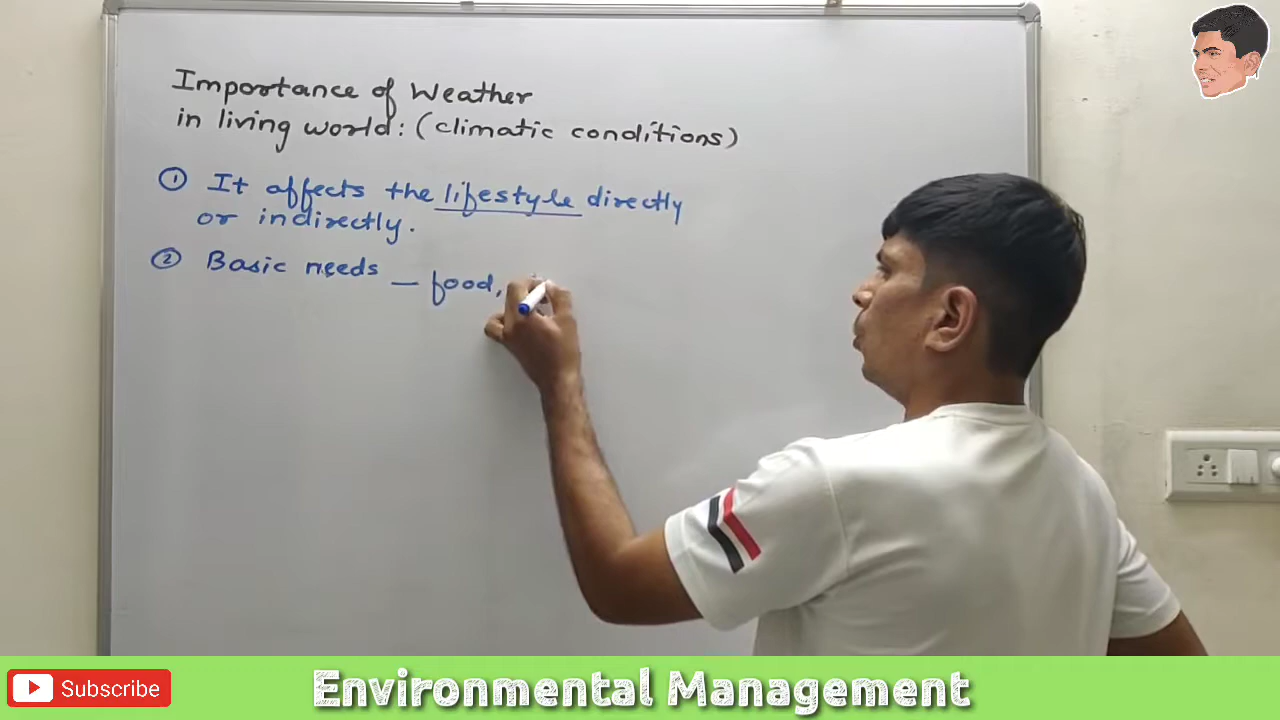 Importance of Weather
in living world: (climatic conditions)
① It affects the lifestyle directly
or indirectly.
② Basic needs — food,
Subscribe
Environmental Management